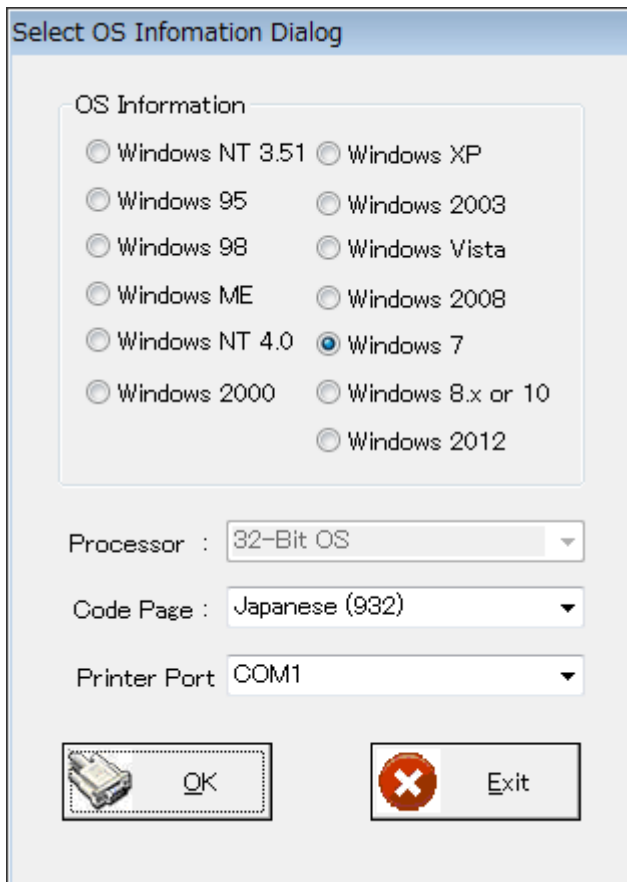 Select OS Infomation Dialog
OS Information
Windows NT 3.51
Windows 95
Windows 98
Windows ME
Windows NT 4.0
Windows 2000
Windows XP
Windows 2003
Windows Vista
Windows 2008
Windows 7
Windows 8.x or 10
Windows 2012
Processor : 32-Bit OS
Code Page : Japanese (932)
Printer Port COM1
OK
Exit